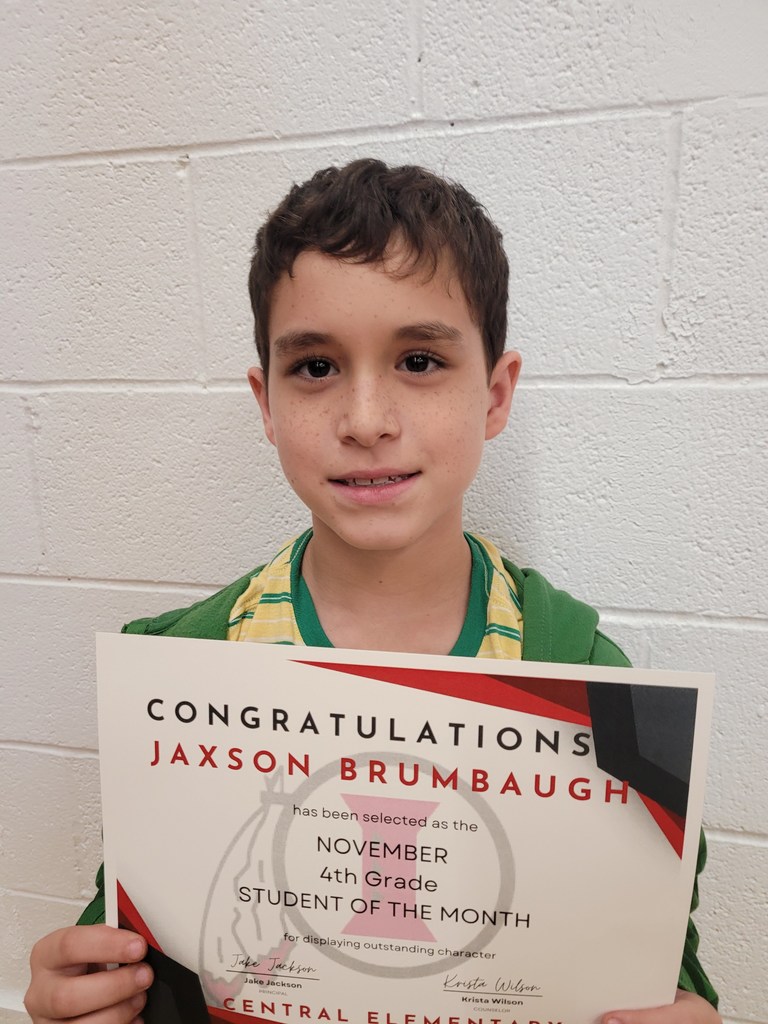 CONGRATULATIONS
JAXSON BRUMBAUGH
has been selected as the
NOVEMBER
4th Grade
STUDENT OF THE MONTH
for displaying outstanding character
Jake Jackson Krista Wilson
Jake Jackson Krista Wilson
PRINCIPAL COUNSELOR
CENTRAL ELEMENTARY